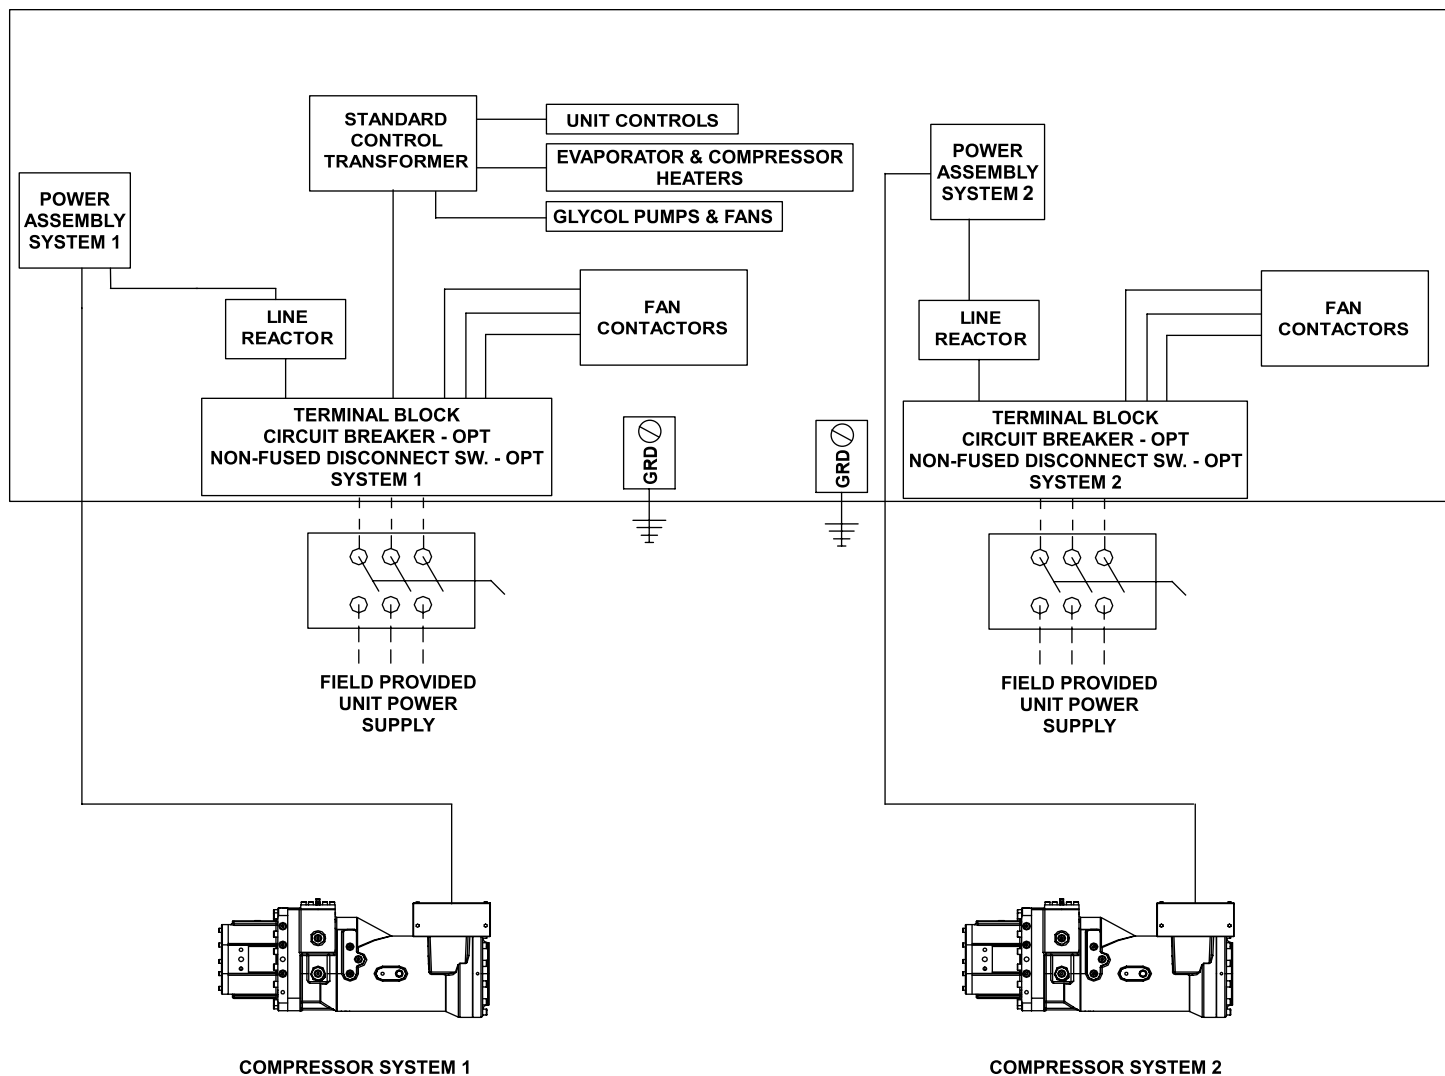 STANDARD
CONTROL
TRANSFORMER
UNIT CONTROLS
EVAPORATOR & COMPRESSOR
HEATERS
GLYCOL PUMPS & FANS
POWER
ASSEMBLY
SYSTEM 1
LINE
REACTOR
FAN
CONTACTORS
TERMINAL BLOCK
CIRCUIT BREAKER - OPT
NON-FUSED DISCONNECT SW. - OPT
SYSTEM 1
GRD
FIELD PROVIDED
UNIT POWER
SUPPLY
POWER
ASSEMBLY
SYSTEM 2
LINE
REACTOR
FAN
CONTACTORS
GRD
TERMINAL BLOCK
CIRCUIT BREAKER - OPT
NON-FUSED DISCONNECT SW. - OPT
SYSTEM 2
FIELD PROVIDED
UNIT POWER
SUPPLY
COMPRESSOR SYSTEM 1
COMPRESSOR SYSTEM 2